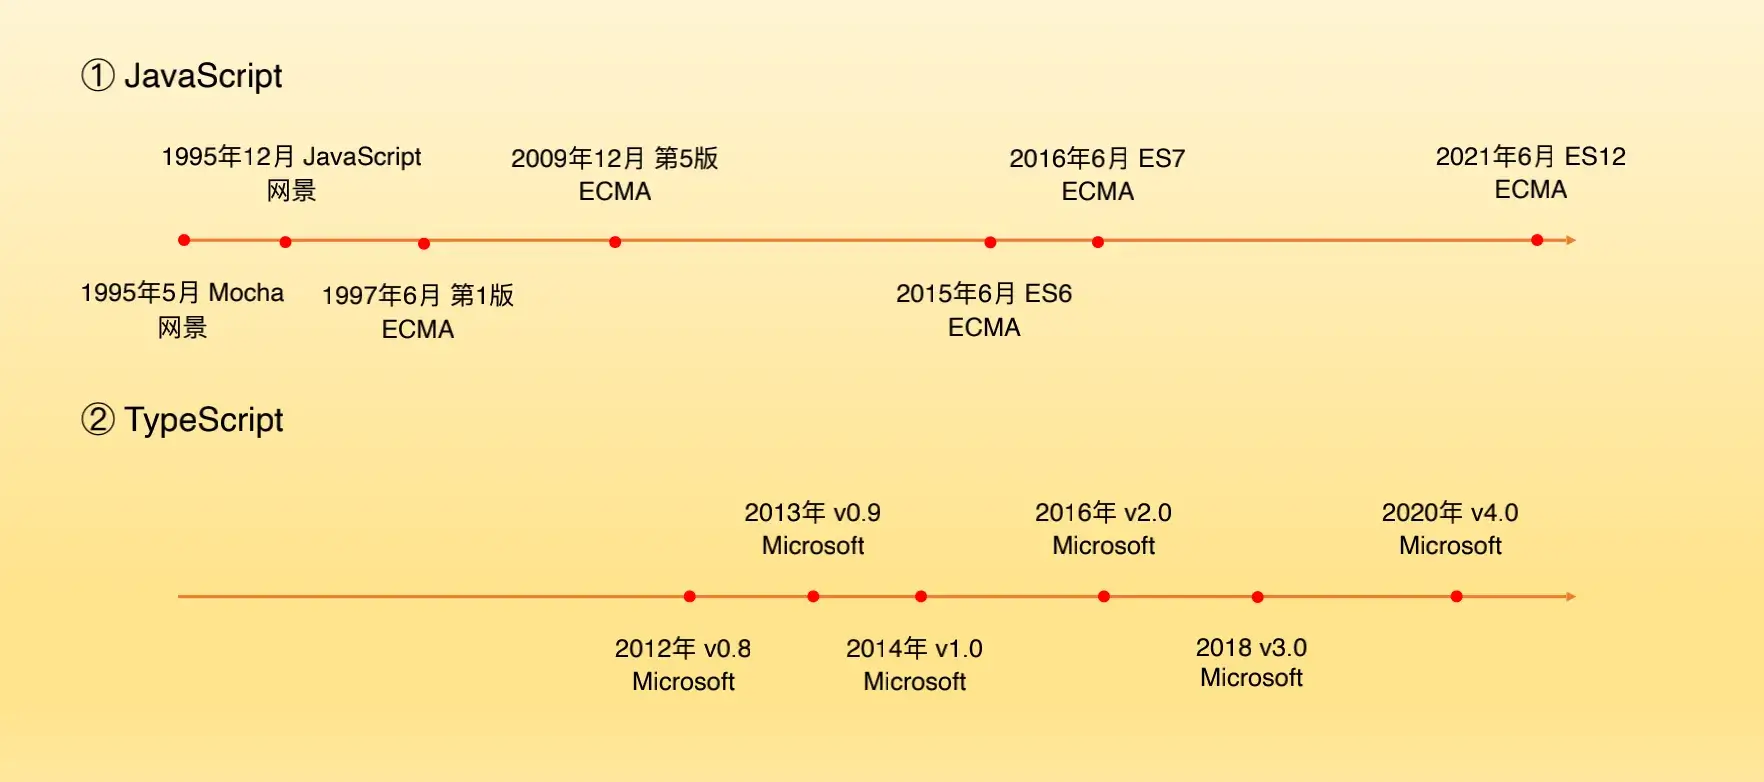 ① JavaScript
1995年12月 JavaScript
网景
2009年12月 第5版
ECMA
2016年6月 ES7
ECMA
2021年6月 ES12
ECMA
1995年5月 Mocha
网景
1997年6月 第1版
ECMA
2015年6月 ES6
ECMA
② TypeScript
2013年 v0.9
Microsoft
2016年 v2.0
Microsoft
2020年 v4.0
Microsoft
2012年 v0.8
Microsoft
2014年 v1.0
Microsoft
2018 v3.0
Microsoft